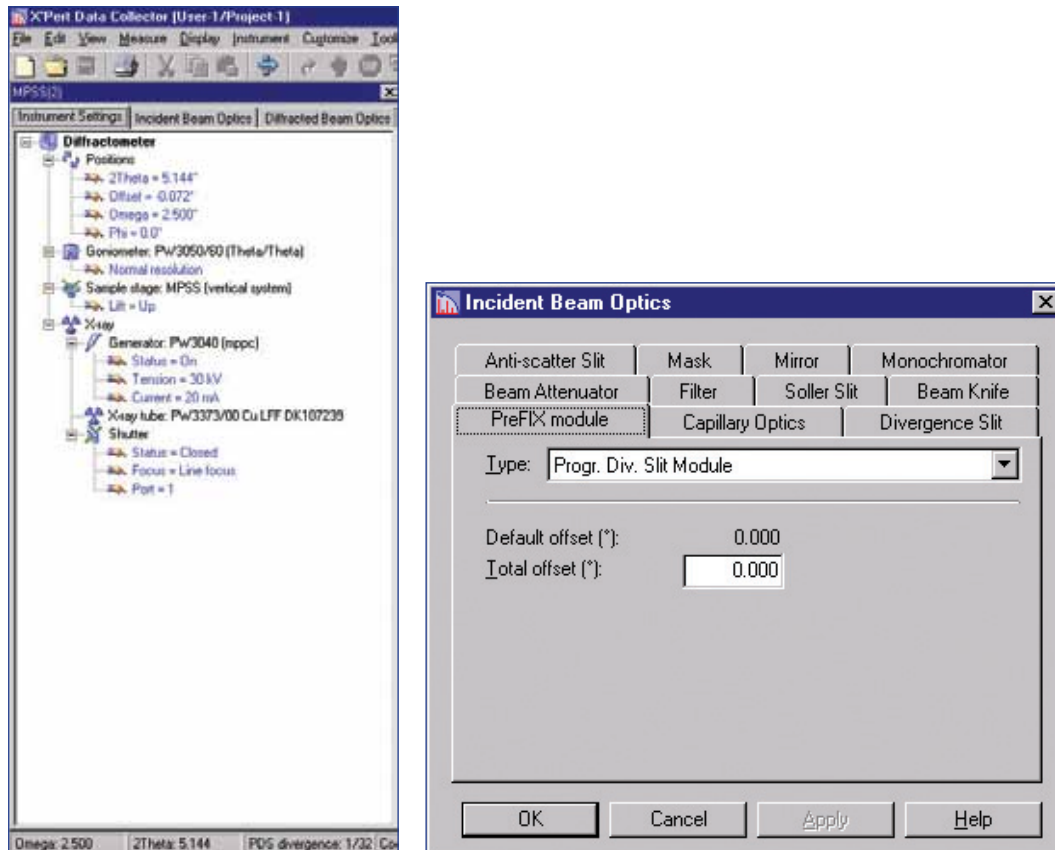 X'Pert Data Collector [User-1/Project-1]
File Edit View Measure Display Instrument Customize Tool
MPSS(2)
Instrument Settings Incident Beam Optics Diffracted Beam Optics
Diffractometer
Positions
2Theta = 5.144°
Offset = -0.072°
Omega = 2.500°
Phi = 0.0°
Goniometer: PW3050/60 (Theta/Theta)
Normal resolution
Sample stage: MPSS (vertical system)
Lift = Up
X-ray
Generator: PW3040 (mppc)
Status = On
Tension = 30 kV
Current = 20 mA
X-ray tube: PW3373/00 Cu LFF DK107239
Shutter
Status = Closed
Focus = Line focus
Port = 1
Omega: 2.500 2Theta: 5.144 PDS divergence: 1/32 Co
Incident Beam Optics
Anti-scatter Slit Mask Mirror Monochromator
Beam Attenuator Filter Soller Slit Beam Knife
PreFIX module Capillary Optics Divergence Slit
Type: Progr. Div. Slit Module
Default offset (°): 0.000
Total offset (°): 0.000
OK Cancel Apply Help